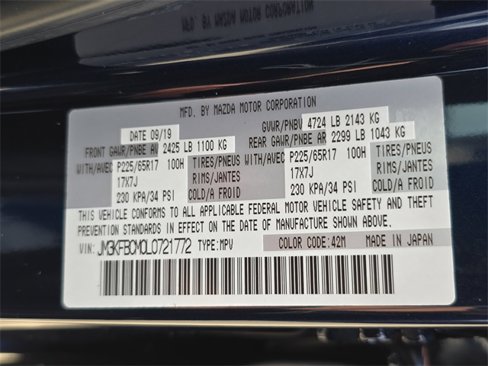 MFD. BY MAZDA MOTOR CORPORATION
DATE 09/19 GVWR/PNBV 4724 LB 2143 KG
FRONT GAWR/PNBE AV 2425 LB 1100 KG REAR GAWR/PNBE AR 2299 LB 1043 KG
WITH/AVEC P225/65R17 100H TIRES/PNEUS WITH/AVEC P225/65R17 100H TIRES/PNEUS
17X7J RIMS/JANTES 17X7J RIMS/JANTES
230 KPA/34 PSI COLD/A FROID 230 KPA/34 PSI COLD/A FROID
THIS VEHICLE CONFORMS TO ALL APPLICABLE FEDERAL MOTOR VEHICLE SAFETY AND THEFT
PREVENTION STANDARDS IN EFFECT ON THE DATE OF MANUFACTURE SHOWN ABOVE.
VIN: JM3KFBCM0L0721772 TYPE: MPV COLOR CODE: 42M MADE IN JAPAN